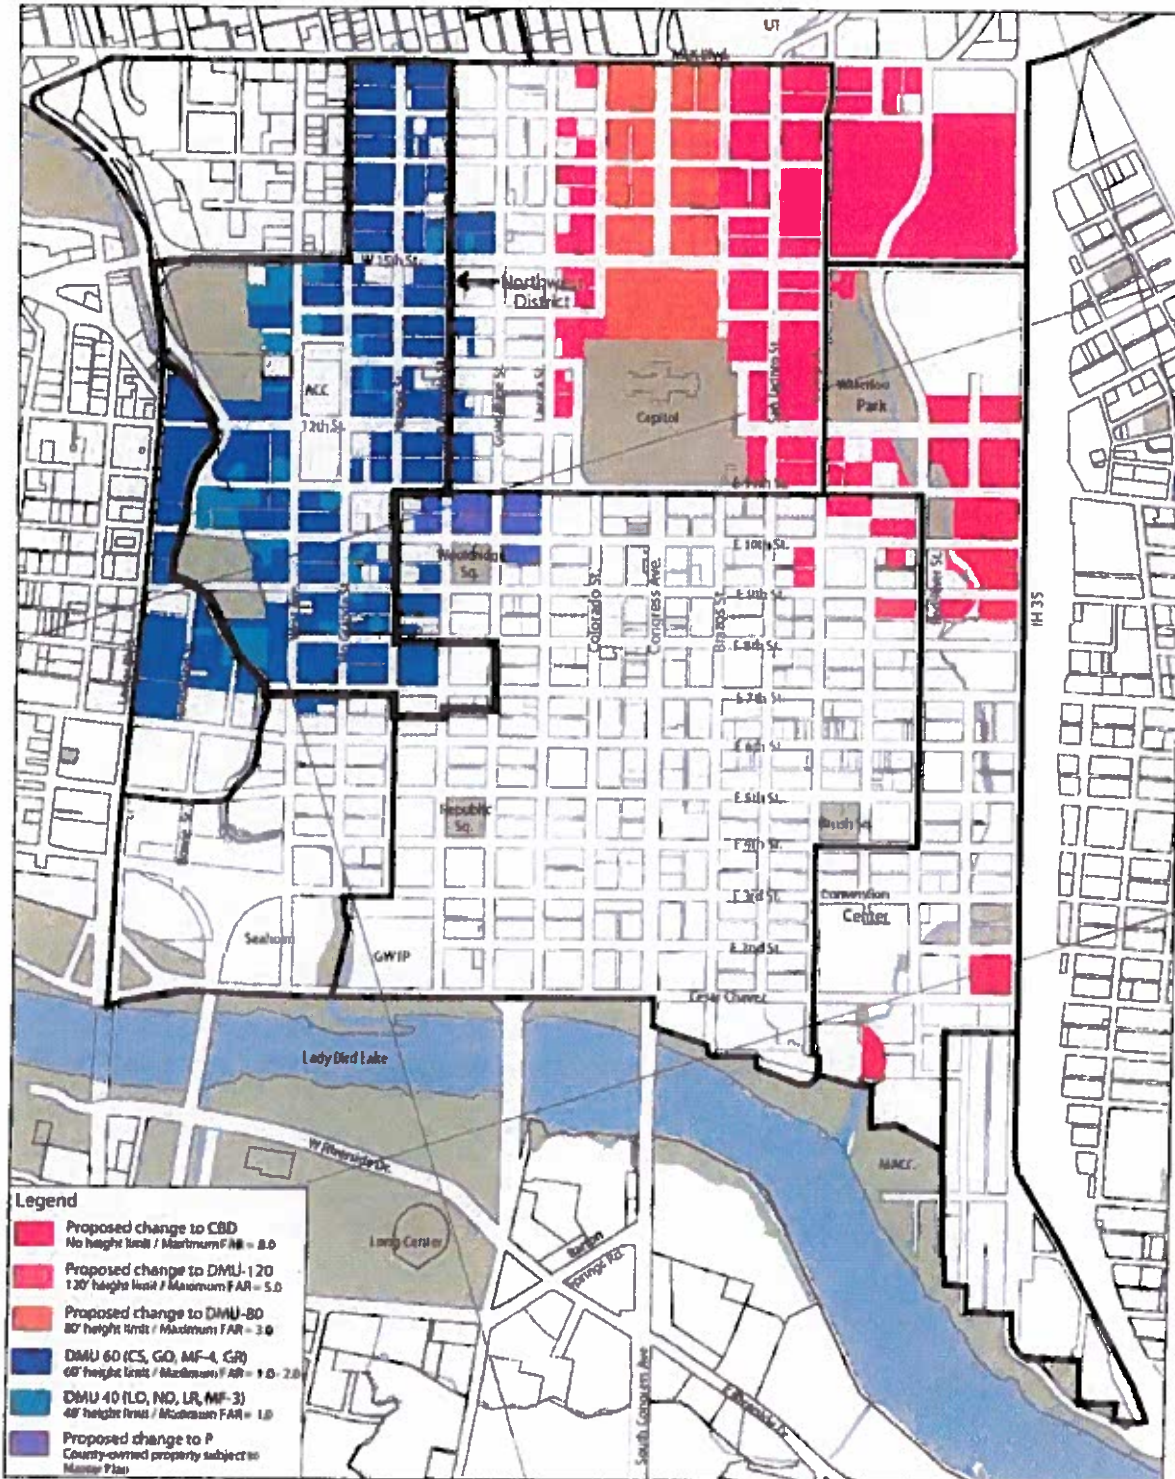 UT
MLK Blvd.
W 15th St.
Northwest
District
ACC
12th St.
Guadalupe St.
Lavaca St.
San Jacinto St.
Capitol
Waterloo
Park
E 11th St.
Wooldridge
Sq.
E 10th St.
E 9th St.
E 8th St.
E 7th St.
E 6th St.
E 5th St.
E 4th St.
E 3rd St.
E 2nd St.
Colorado St.
Congress Ave.
Brazos St.
IH 35
Republic
Sq.
Brush Sq.
Convention
Center
Seaholm
GWTP
Cesar Chavez
Lady Bird Lake
W Riverside Dr.
MACC
Long Center
Barton
Springs Rd.
South Congress Ave
E Riverside Dr.
Legend
Proposed change to CBD
No height limit / Maximum FAR = 8.0
Proposed change to DMU-120
120' height limit / Maximum FAR = 5.0
Proposed change to DMU-80
80' height limit / Maximum FAR = 3.0
DMU 60 (CS, GO, MF-4, GR)
60' height limit / Maximum FAR = 1.0 - 2.0
DMU 40 (LO, NO, LR, MF-3)
40' height limit / Maximum FAR = 1.0
Proposed change to P
County-owned property subject to
Master Plan